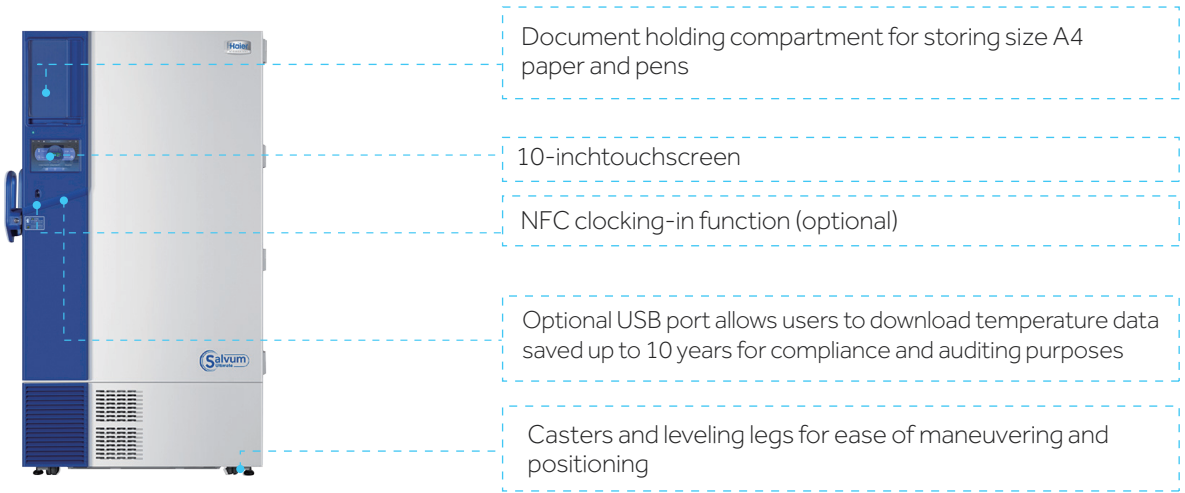 Haier
Document holding compartment for storing size A4
paper and pens
10-inchtouchscreen
NFC clocking-in function (optional)
Optional USB port allows users to download temperature data
saved up to 10 years for compliance and auditing purposes
Salvum
Ultimate
Casters and leveling legs for ease of maneuvering and
positioning